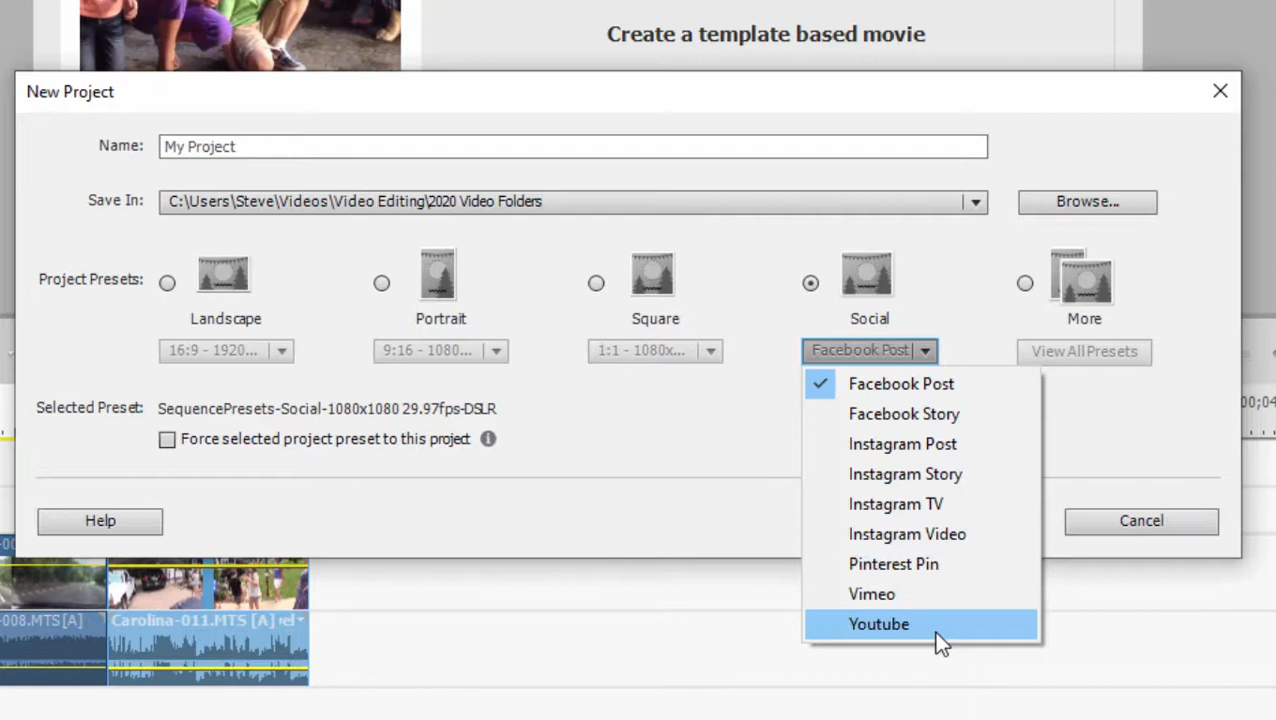 Create a template based movie
New Project
Name: My Project
Save In: C:\Users\Steve\Videos\Video Editing\2020 Video Folders Browse...
Project Presets:
Landscape Portrait Square Social More
16:9 - 1920... 9:16 - 1080... 1:1 - 1080x... Facebook Post View All Presets
Facebook Post
Selected Preset: SequencePresets-Social-1080x1080 29.97fps-DSLR
Facebook Story
Force selected project preset to this project
Instagram Post
Instagram Story
Instagram TV
Help Cancel
Instagram Video
Pinterest Pin
Vimeo
-008.MTS [A] Carolina-011.MTS [A] rel
Youtube